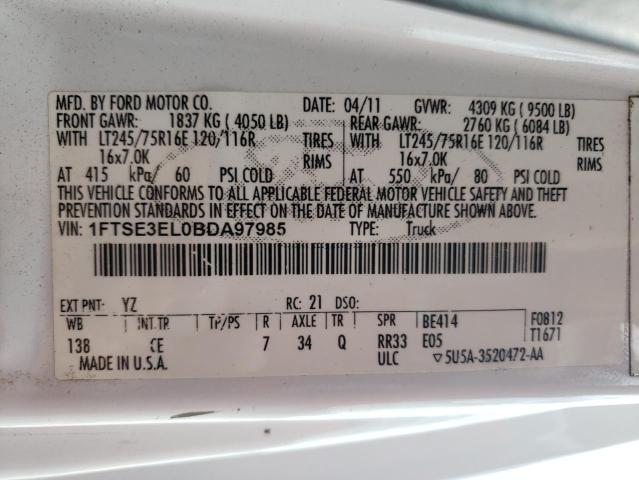 MFD. BY FORD MOTOR CO. DATE: 04/11 GVWR: 4309 KG ( 9500 LB)
FRONT GAWR: 1837 KG ( 4050 LB) REAR GAWR: 2760 KG ( 6084 LB)
WITH LT245/75R16E 120/116R TIRES WITH LT245/75R16E 120/116R TIRES
16x7.0K RIMS 16x7.0K RIMS
AT 415 kPa/ 60 PSI COLD AT 550 kPa/ 80 PSI COLD
THIS VEHICLE CONFORMS TO ALL APPLICABLE FEDERAL MOTOR VEHICLE SAFETY AND THEFT
PREVENTION STANDARDS IN EFFECT ON THE DATE OF MANUFACTURE SHOWN ABOVE.
VIN: 1FTSE3EL0BDA97985 TYPE: Truck
EXT PNT: YZ RC: 21 DSO:
WB INT TR TP/PS R AXLE TR SPR BE414 F0812
138 CE 7 34 Q RR33 E05 T1671
MADE IN U.S.A. ULC ▽5U5A-3520472-AA